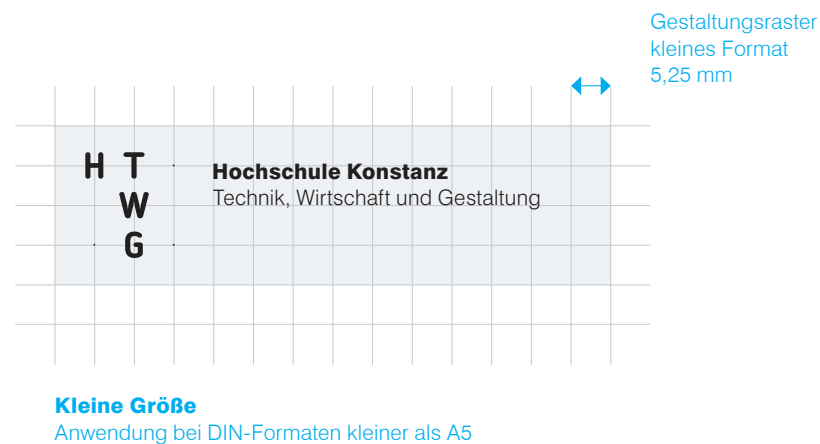 Gestaltungsraster
kleines Format
5,25 mm
H T
W
G
Hochschule Konstanz
Technik, Wirtschaft und Gestaltung
Kleine Größe
Anwendung bei DIN-Formaten kleiner als A5